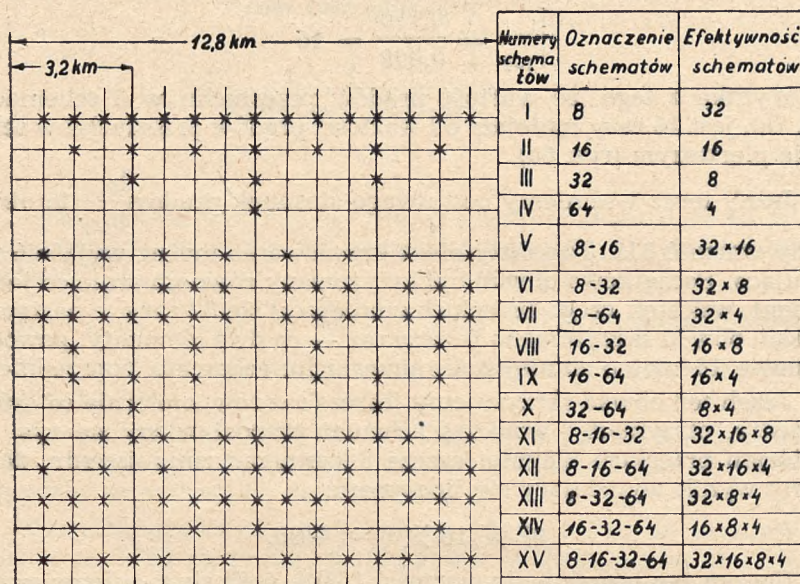 12,8 km
3,2 km
Numery schema tów Oznaczenie schematów Efektywność schematów
I 8 32
II 16 16
III 32 8
IV 64 4
V 8-16 32×16
VI 8-32 32×8
VII 8-64 32×4
VIII 16-32 16×8
IX 16-64 16×4
X 32-64 8×4
XI 8-16-32 32×16×8
XII 8-16-64 32×16×4
XIII 8-32-64 32×8×4
XIV 16-32-64 16×8×4
XV 8-16-32-64 32×16×8×4